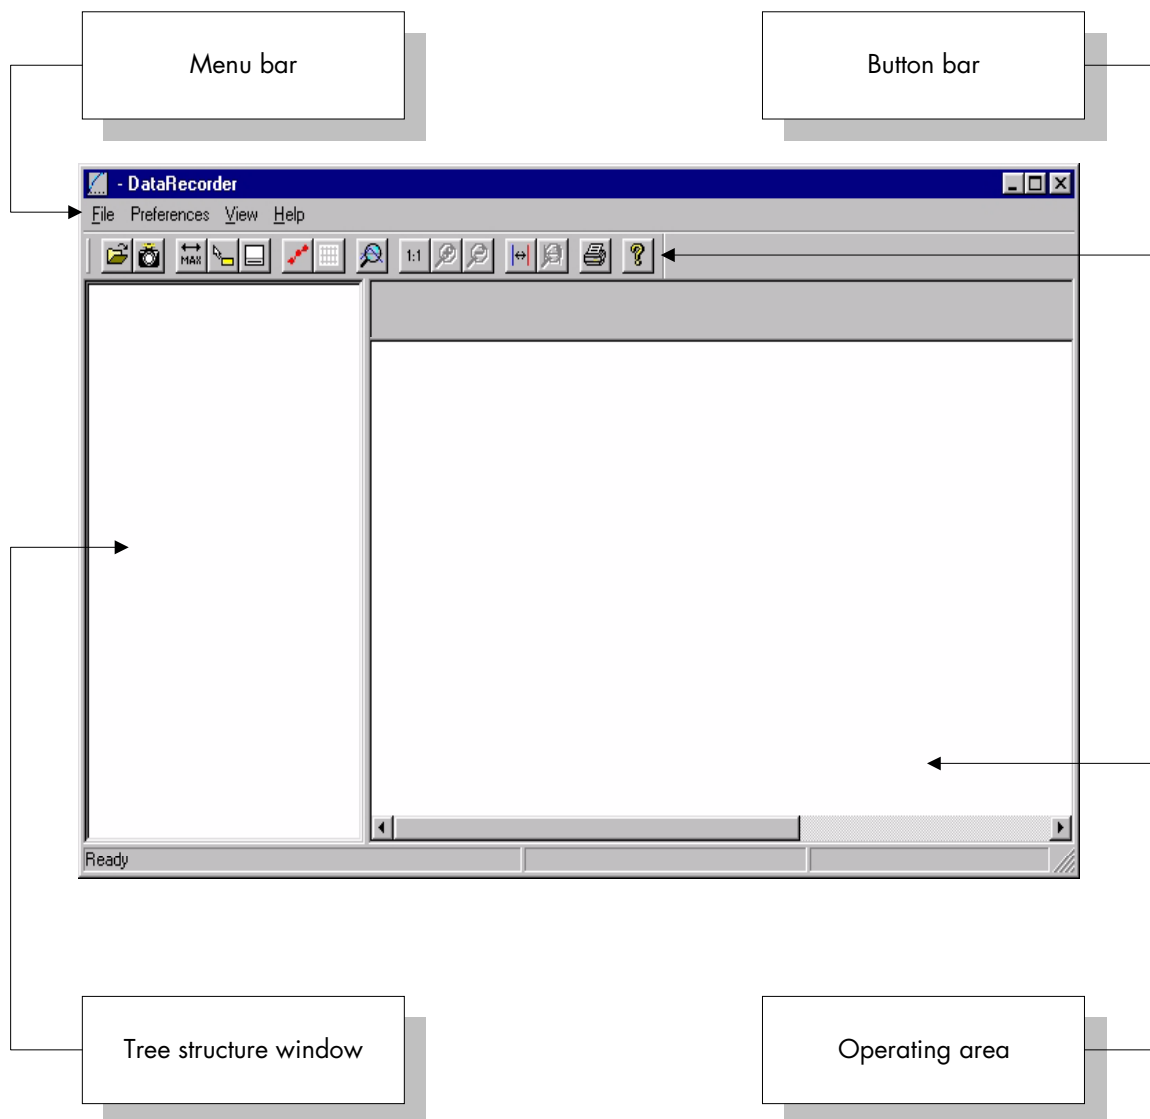 Menu bar
Button bar
- DataRecorder
File Preferences View Help
MAX
1:1
Ready
Tree structure window
Operating area